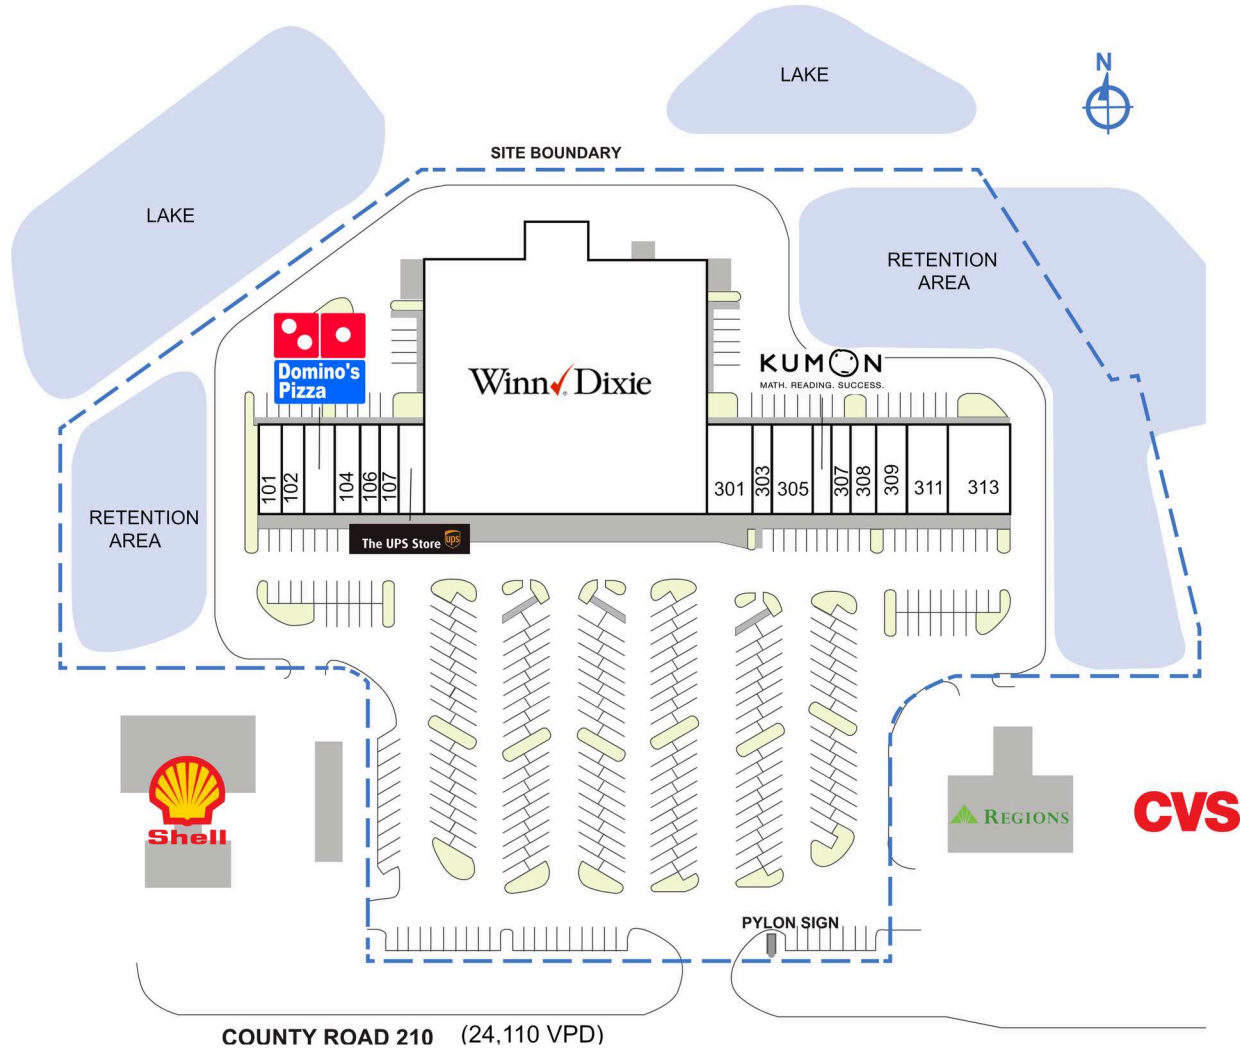 LAKE
N
SITE BOUNDARY
LAKE
RETENTION
AREA
Domino's
Pizza
Winn Dixie
KUMON
MATH. READING. SUCCESS.
101
102
104
106
107
301
303
305
307
308
309
311
313
RETENTION
AREA
The UPS Store
ups
Shell
REGIONS
CVS
PYLON SIGN
COUNTY ROAD 210 (24,110 VPD)